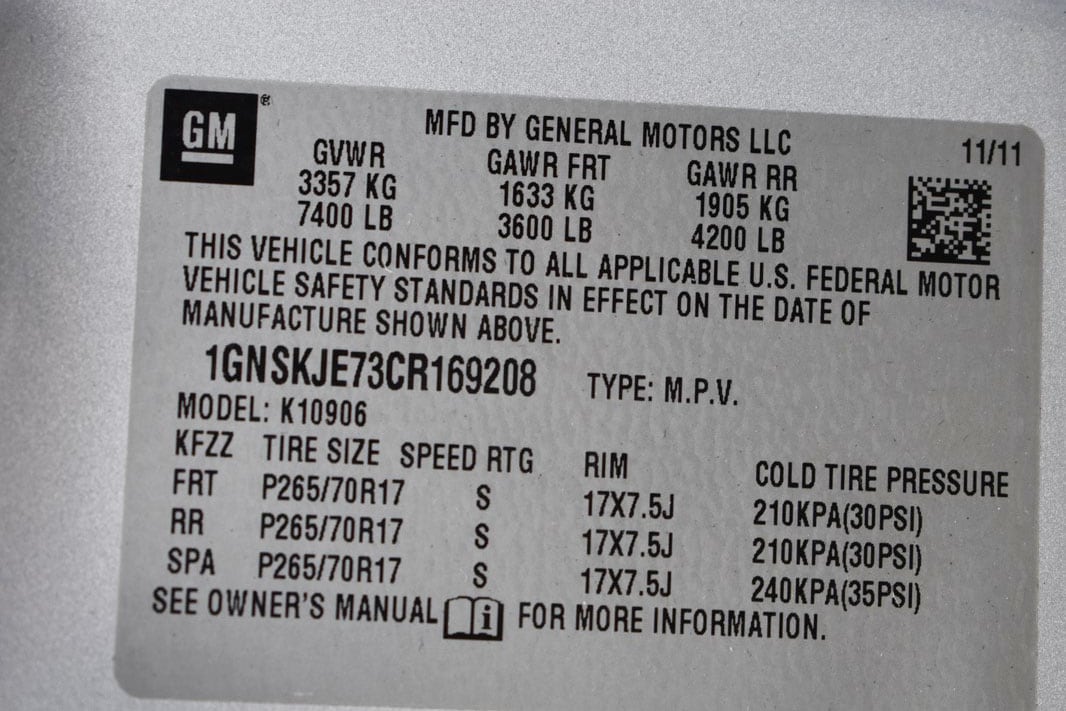 GM ®
MFD BY GENERAL MOTORS LLC 11/11
GVWR GAWR FRT GAWR RR
3357 KG 1633 KG 1905 KG
7400 LB 3600 LB 4200 LB
THIS VEHICLE CONFORMS TO ALL APPLICABLE U.S. FEDERAL MOTOR
VEHICLE SAFETY STANDARDS IN EFFECT ON THE DATE OF
MANUFACTURE SHOWN ABOVE.
1GNSKJE73CR169208 TYPE: M.P.V.
MODEL: K10906
KFZZ TIRE SIZE SPEED RTG RIM COLD TIRE PRESSURE
FRT P265/70R17 S 17X7.5J 210KPA(30PSI)
RR P265/70R17 S 17X7.5J 210KPA(30PSI)
SPA P265/70R17 S 17X7.5J 240KPA(35PSI)
SEE OWNER'S MANUAL i FOR MORE INFORMATION.